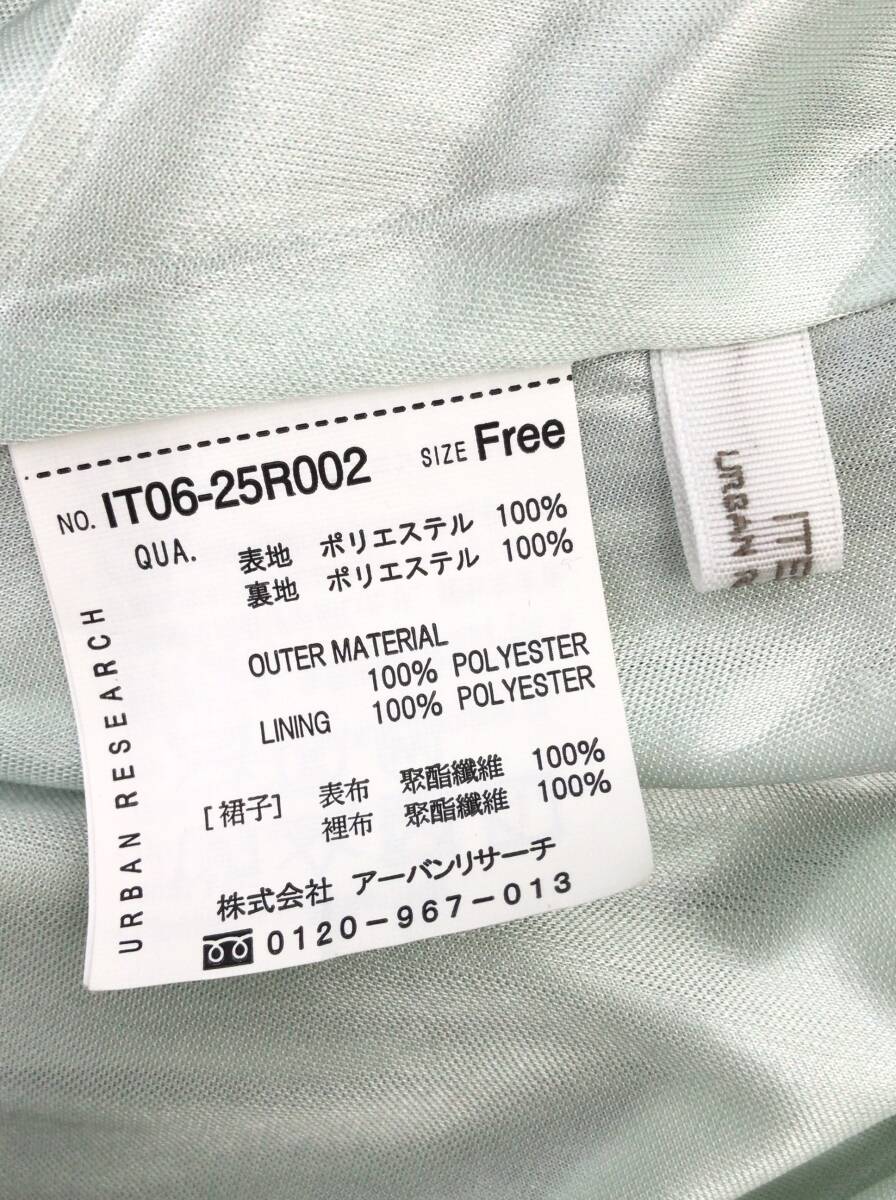 NO. IT06-25R002 SIZE Free
QUA. 表地 ポリエステル 100%
裏地 ポリエステル 100%
OUTER MATERIAL
100% POLYESTER
LINING 100% POLYESTER
[裙子] 表布 聚酯纖維 100%
裡布 聚酯纖維 100%
株式会社 アーバンリサーチ
0120-967-013
URBAN RESEARCH
ITE
URBAN R